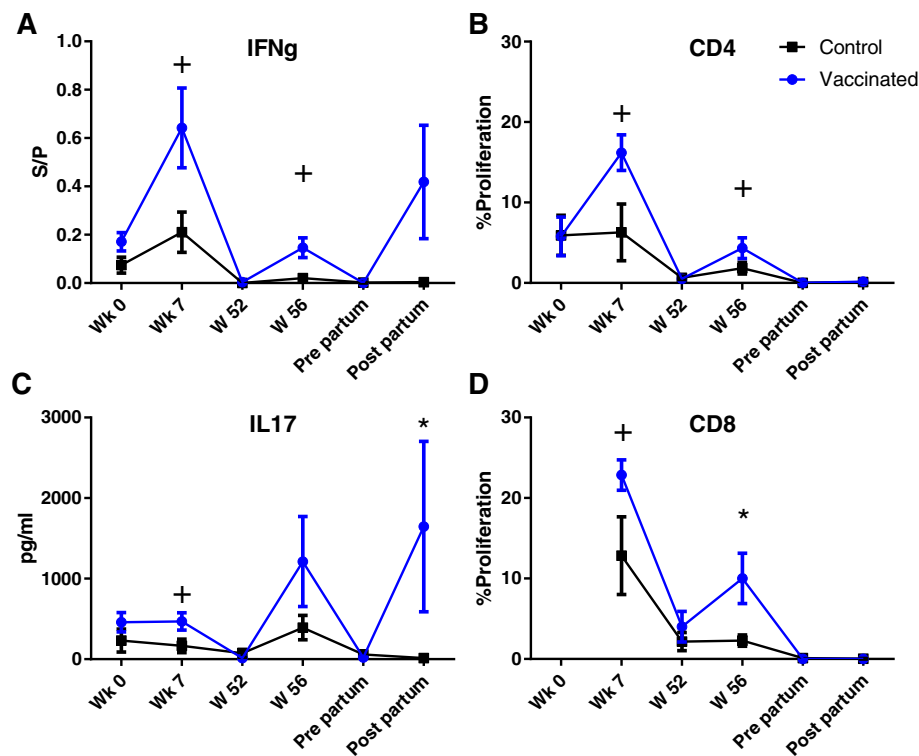 A
IFNg
1.0
0.8
0.6
0.4
0.2
0.0
S/P
+
+
Wk 0
Wk 7
W 52
W 56
Pre partum
Post partum
B
CD4
Control
Vaccinated
30
20
10
0
%Proliferation
+
+
Wk 0
Wk 7
W 52
W 56
Pre partum
Post partum
C
IL17
3000
2000
1000
0
pg/ml
+
*
Wk 0
Wk 7
W 52
W 56
Pre partum
Post partum
D
CD8
30
20
10
0
%Proliferation
+
*
Wk 0
Wk 7
W 52
W 56
Pre partum
Post partum